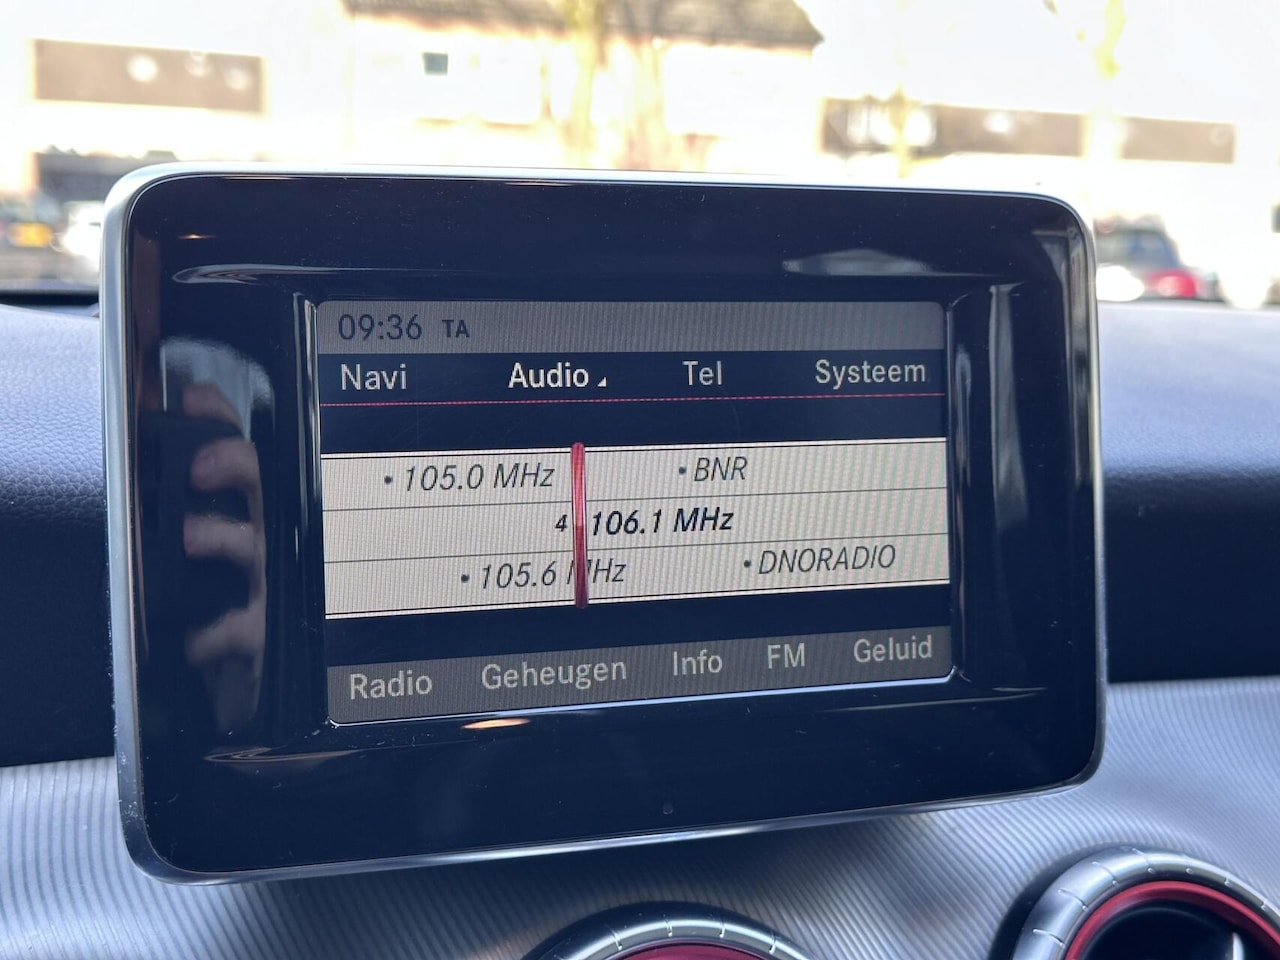 09:36 TA
Navi Audio Tel Systeem
• 105.0 MHz • BNR
4 106.1 MHz
• 105.6 MHz • DNORADIO
Radio Geheugen Info FM Geluid